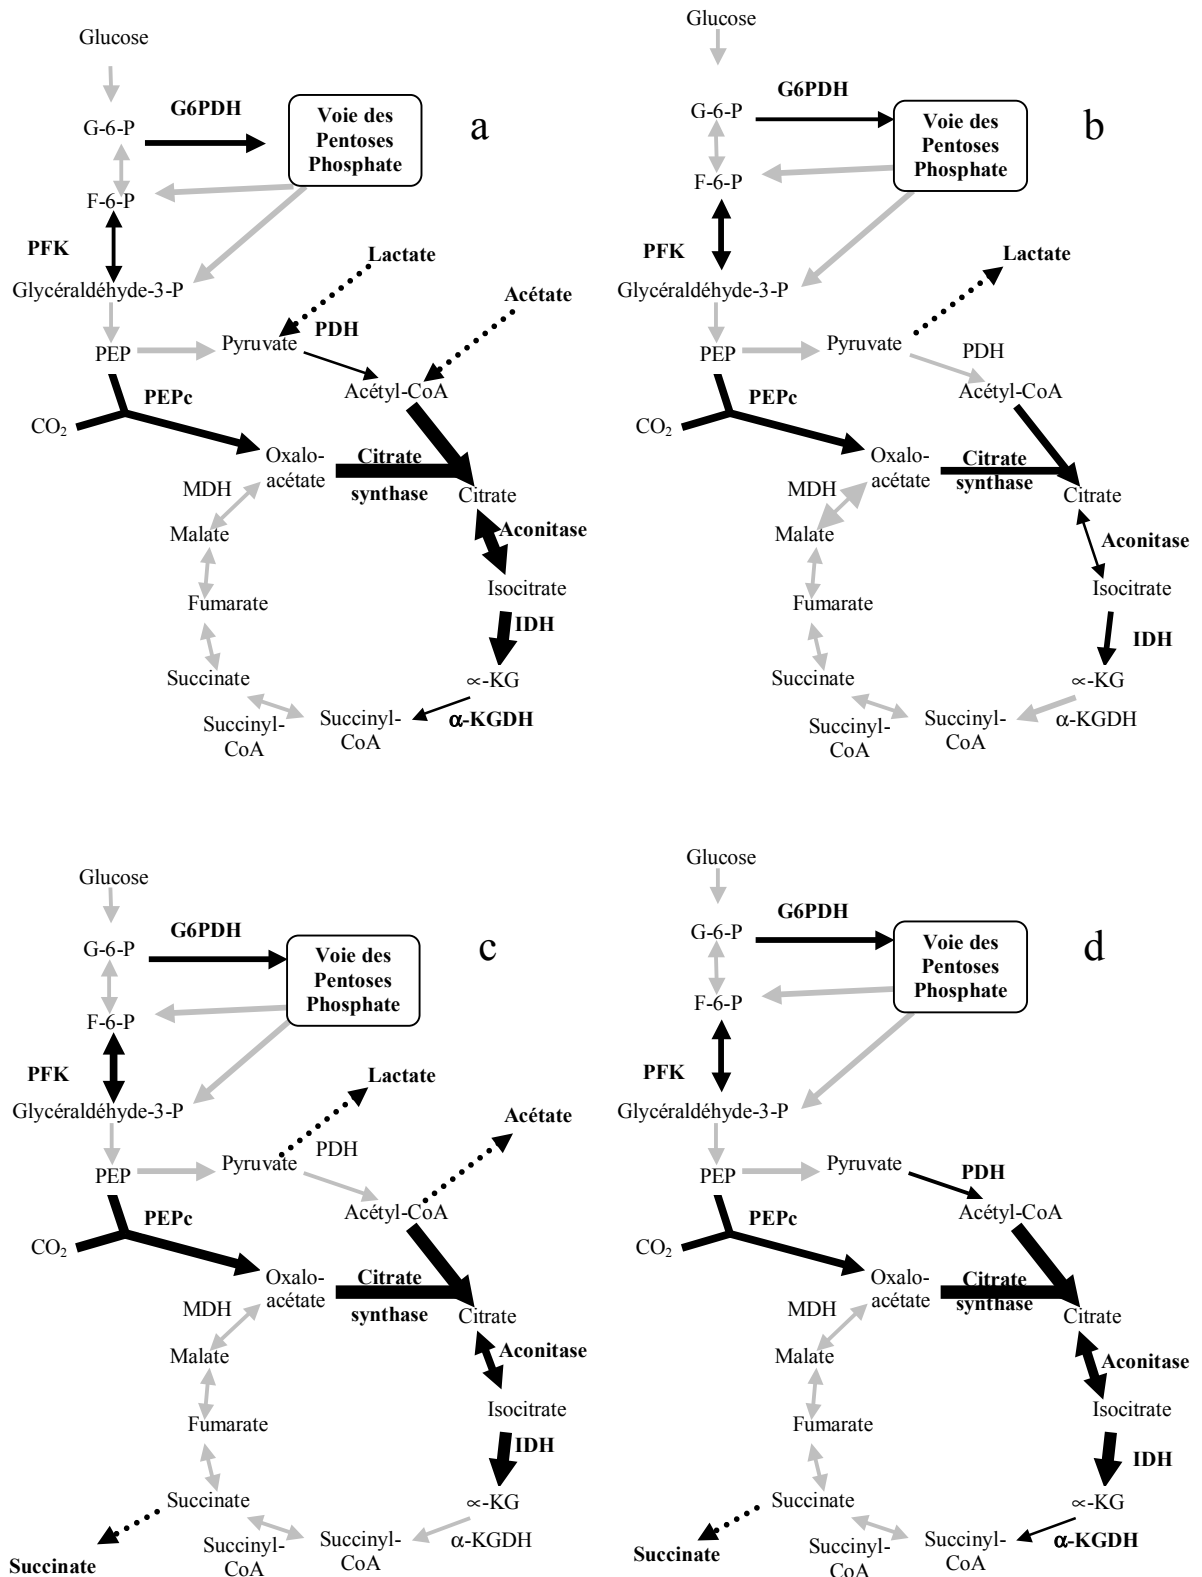 Glucose
G6PDH
Voie des
Pentoses
Phosphate
a
G-6-P
F-6-P
PFK
Lactate
Glycéraldéhyde-3-P
Acétate
PDH
Pyruvate
PEP
Acétyl-CoA
PEPc
CO₂
Oxalo-
acétate
Citrate
synthase
MDH
Citrate
Malate
Aconitase
Isocitrate
Fumarate
IDH
Succinate
∝-KG
Succinyl-
CoA
Succinyl-
CoA
α-KGDH
Glucose
G6PDH
Voie des
Pentoses
Phosphate
b
G-6-P
F-6-P
PFK
Lactate
Glycéraldéhyde-3-P
Pyruvate
PDH
PEP
Acétyl-CoA
PEPc
CO₂
Oxalo-
acétate
Citrate
synthase
MDH
Citrate
Malate
Aconitase
Isocitrate
Fumarate
IDH
Succinate
∝-KG
Succinyl-
CoA
Succinyl-
CoA
α-KGDH
Glucose
G6PDH
Voie des
Pentoses
Phosphate
c
G-6-P
F-6-P
PFK
Lactate
Glycéraldéhyde-3-P
Acétate
PDH
Pyruvate
PEP
Acétyl-CoA
PEPc
CO₂
Oxalo-
acétate
Citrate
synthase
MDH
Citrate
Malate
Aconitase
Isocitrate
Fumarate
IDH
Succinate
∝-KG
Succinyl-
CoA
Succinyl-
CoA
α-KGDH
Succinate
Glucose
G6PDH
Voie des
Pentoses
Phosphate
d
G-6-P
F-6-P
PFK
Glycéraldéhyde-3-P
Pyruvate
PDH
PEP
Acétyl-CoA
PEPc
CO₂
Oxalo-
acétate
Citrate
synthase
MDH
Citrate
Malate
Aconitase
Isocitrate
Fumarate
IDH
Succinate
∝-KG
Succinyl-
CoA
Succinyl-
CoA
α-KGDH
Succinate